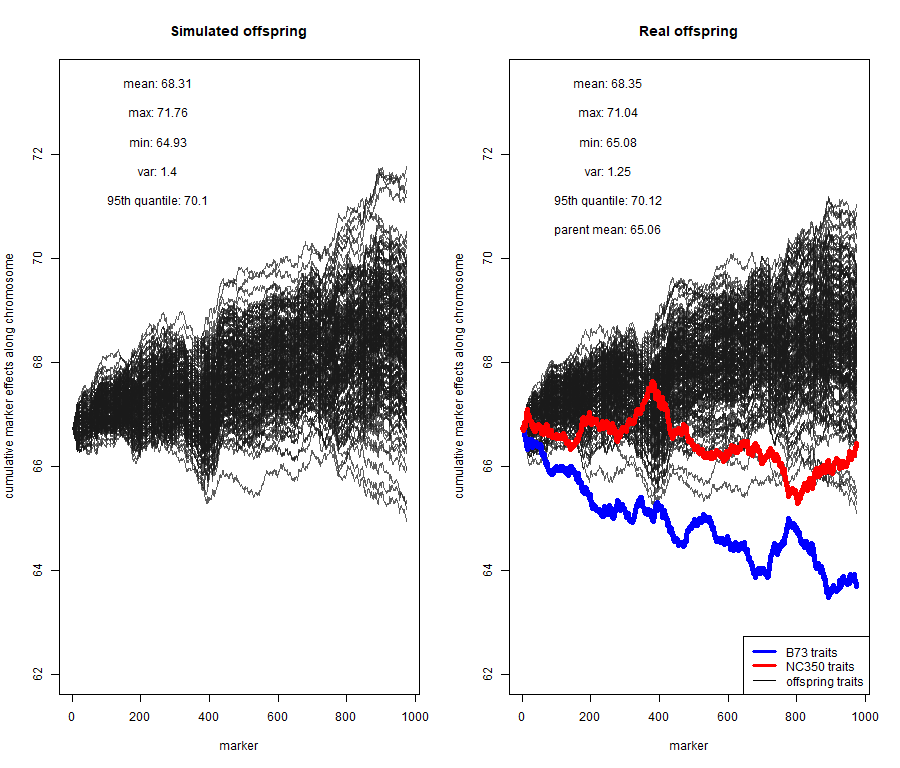 Simulated offspring
mean: 68.31
max: 71.76
min: 64.93
var: 1.4
95th quantile: 70.1
cumulative marker effects along chromosome
72
70
68
66
64
62
0 200 400 600 800 1000
marker
Real offspring
mean: 68.35
max: 71.04
min: 65.08
var: 1.25
95th quantile: 70.12
parent mean: 65.06
cumulative marker effects along chromosome
72
70
68
66
64
62
B73 traits
NC350 traits
offspring traits
0 200 400 600 800 1000
marker